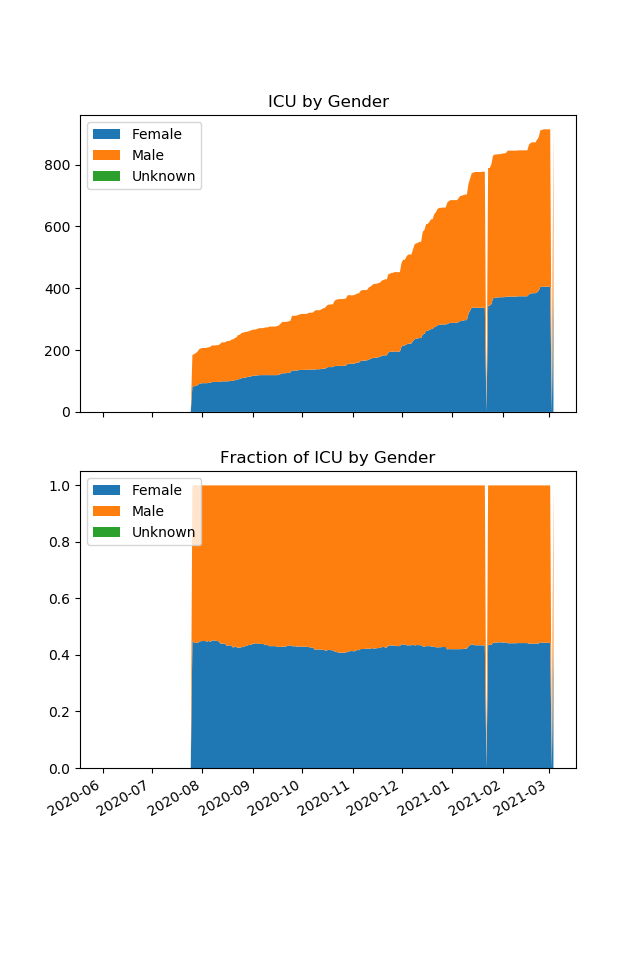 ICU by Gender
Female
Male
Unknown
800
600
400
200
0
Fraction of ICU by Gender
Female
Male
Unknown
1.0
0.8
0.6
0.4
0.2
0.0
2020-06
2020-07
2020-08
2020-09
2020-10
2020-11
2020-12
2021-01
2021-02
2021-03